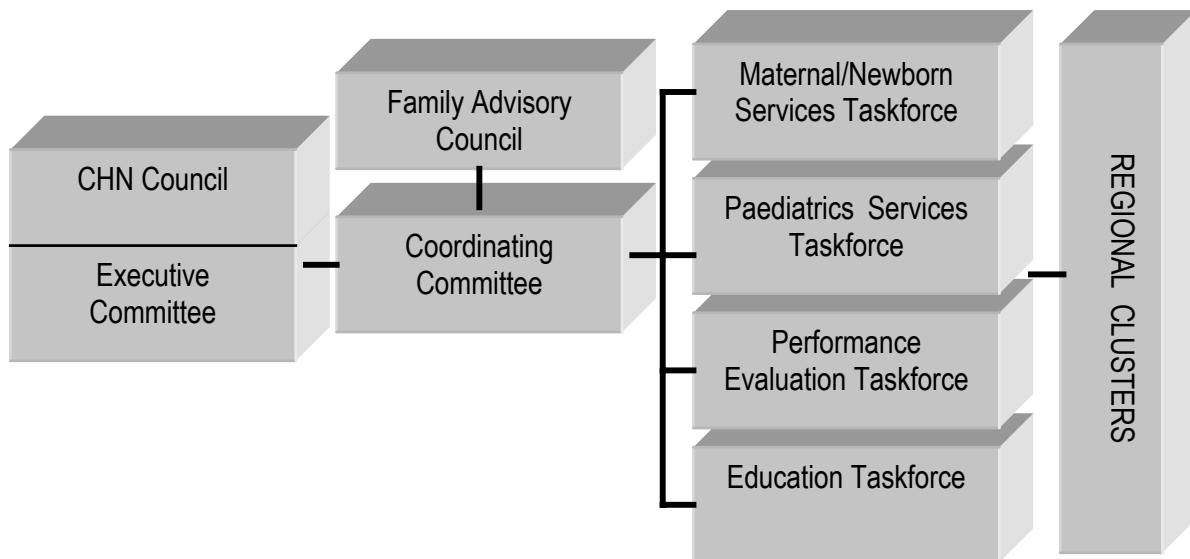 CHN Council
Executive
Committee
Family Advisory
Council
Coordinating
Committee
Maternal/Newborn
Services Taskforce
Paediatrics Services
Taskforce
Performance
Evaluation Taskforce
Education Taskforce
REGIONAL CLUSTERS